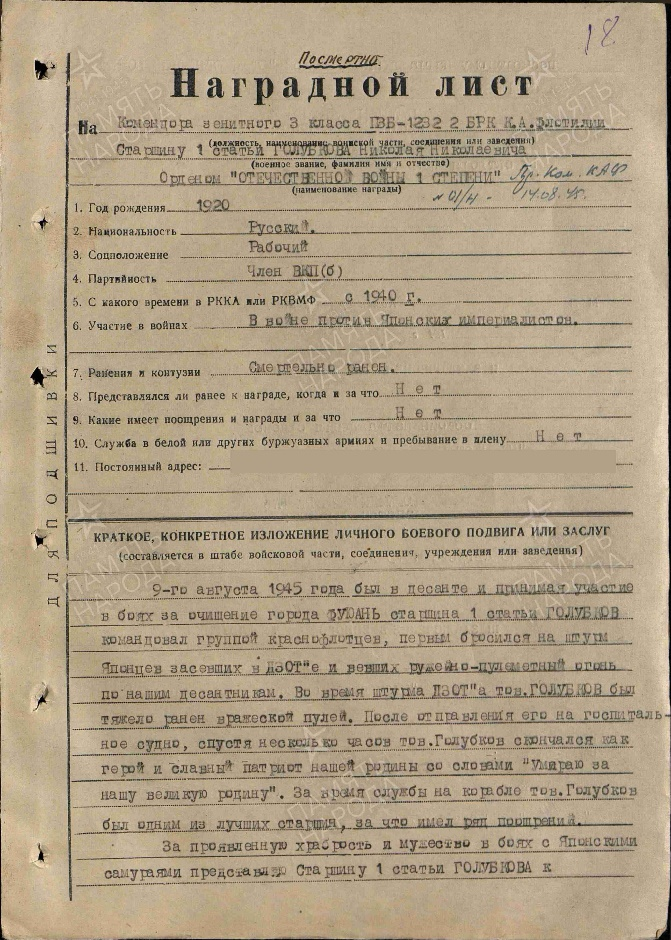 18.
Посмертно.
Наградной лист
На Комендора зенитного 3 класса ПЗБ-1232 2 БРК К.А.флотилии
(должность, наименование воинской части, соединения или заведения)
Старшину 1 статьи ГОЛУБКОВА Николая Николаевича
(военное звание, фамилия имя и отчество)
Орденом "ОТЕЧЕСТВЕННОЙ ВОЙНЫ 1 СТЕПЕНИ" Пр. Ком. КАФ
(наименование награды) № 01/н - 14.08.45.
1. Год рождения 1920
2. Национальность Русский.
3. Соцположение Рабочий
4. Партийность Член ВКП(б)
5. С какого времени в РККА или РКВМФ с 1940 г.
6. Участие в войнах В войне против Японских империалистов.
7. Ранения и контузии Смертельно ранен.
8. Представлялся ли ранее к награде, когда и за что Нет
9. Какие имеет поощрения и награды и за что Нет
10. Служба в белой или других буржуазных армиях и пребывание в плену Нет
11. Постоянный адрес:
ДЛЯ ПОДШИВКИ
КРАТКОЕ, КОНКРЕТНОЕ ИЗЛОЖЕНИЕ ЛИЧНОГО БОЕВОГО ПОДВИГА ИЛИ ЗАСЛУГ
(составляется в штабе войсковой части, соединения, учреждения или заведения)
9-го августа 1945 года был в десанте и принимая участие
в боях за очищение города ФУЮАНЬ старшина 1 статьи ГОЛУБКОВ
командовал группой краснофлотцев, первым бросился на штурм
Японцев засевших в ДЗОТ"е и вевших ружейно-пулеметный огонь
по нашим десантникам. Во время штурма ДЗОТ"а тов.ГОЛУБКОВ был
тяжело ранен вражеской пулей. После отправления его на госпиталь-
ное судно, спустя несколько часов тов.Голубков скончался как
герой и славный патриот нашей родины со словами "Умираю за
нашу великую родину". За время службы на корабле тов.Голубков
был одним из лучших старшин, за что имел ряд поощрений.
За проявленную храбрость и мужество в боях с Японскими
самураями представляю Старшину 1 статьи ГОЛУБКОВА к
ПАМЯТЬ НАРОДА